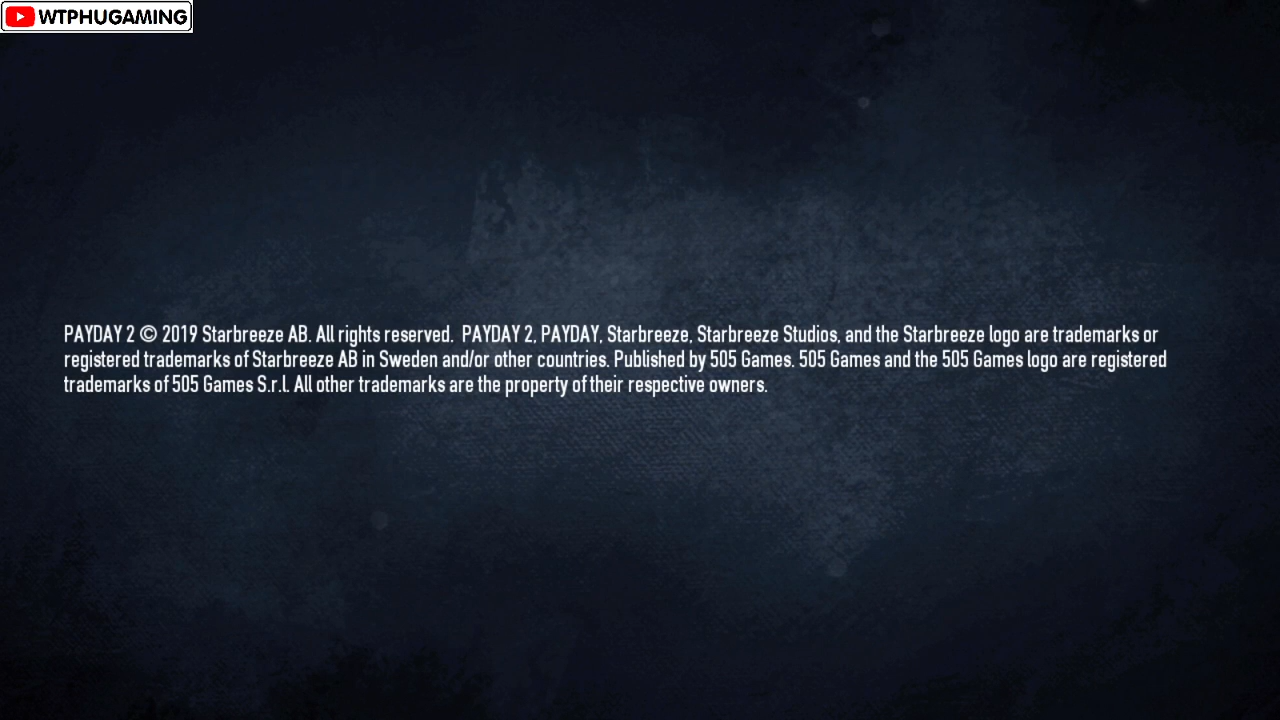 WTPHUGAMING
PAYDAY 2 © 2019 Starbreeze AB. All rights reserved.  PAYDAY 2, PAYDAY, Starbreeze, Starbreeze Studios, and the Starbreeze logo are trademarks or
registered trademarks of Starbreeze AB in Sweden and/or other countries. Published by 505 Games. 505 Games and the 505 Games logo are registered
trademarks of 505 Games S.r.l. All other trademarks are the property of their respective owners.